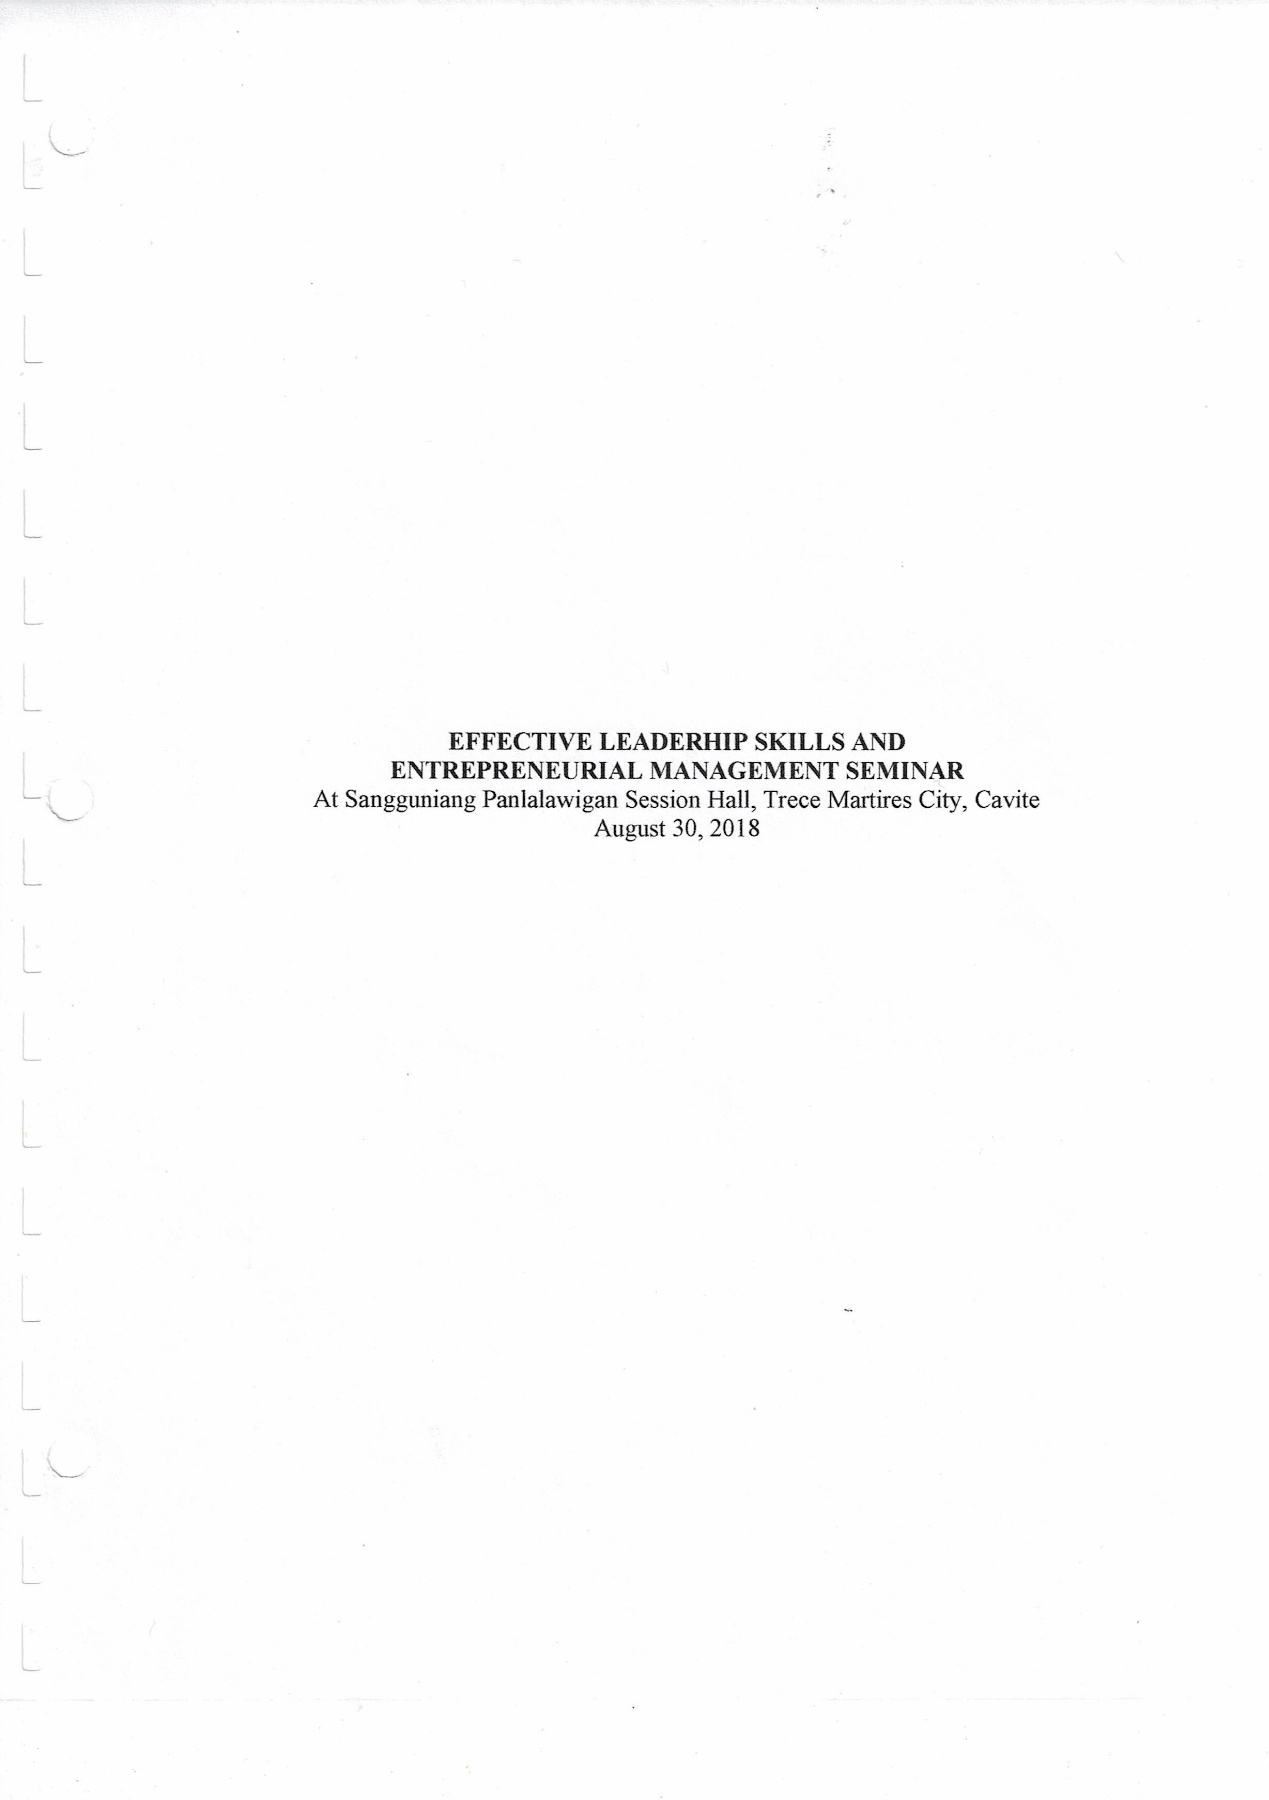 EFFECTIVE LEADERHIP SKILLS AND
ENTREPRENEURIAL MANAGEMENT SEMINAR
At Sangguniang Panlalawigan Session Hall, Trece Martires City, Cavite
August 30, 2018